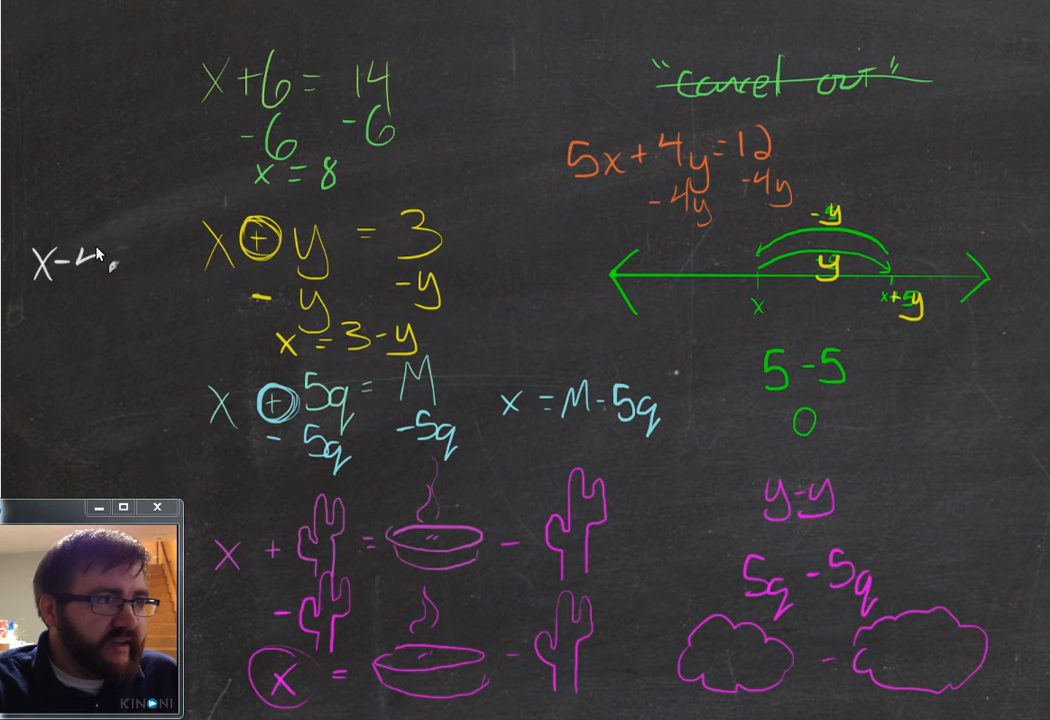 x + 6 = 14
- 6 - 6
x = 8
x + y = 3
- y - y
x = 3 - y
x - 4
x + 5q = M
- 5q - 5q
x = M - 5q
x + = -
-
x = -
"cancel out"
5x + 4y = 12
- 4y - 4y
-y
y
x x+y
5 - 5
0
y - y
5q - 5q
-
KINONI